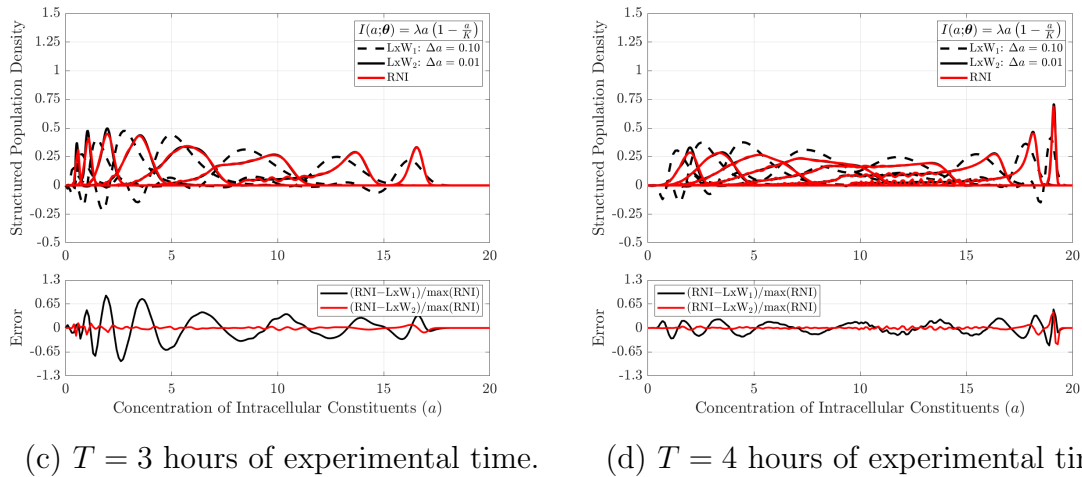 1.5
1
0.75
0.25
0
-0.25
-0.5
0 5 10 15 20
Structured Population Density
I(a;θ) = λa (1 − a/K)
LxW₁: Δa = 0.10
LxW₂: Δa = 0.01
RNI
1.3
0.65
0
-0.65
-1.3
0 5 10 15 20
Error
(RNI−LxW₁)/max(RNI)
(RNI−LxW₂)/max(RNI)
Concentration of Intracellular Constituents (a)
(c) T = 3 hours of experimental time.
1.5
1
0.75
0.25
0
-0.25
-0.5
0 5 10 15 20
Structured Population Density
I(a;θ) = λa (1 − a/K)
LxW₁: Δa = 0.10
LxW₂: Δa = 0.01
RNI
1.3
0.65
0
-0.65
-1.3
0 5 10 15 20
Error
(RNI−LxW₁)/max(RNI)
(RNI−LxW₂)/max(RNI)
Concentration of Intracellular Constituents (a)
(d) T = 4 hours of experimental